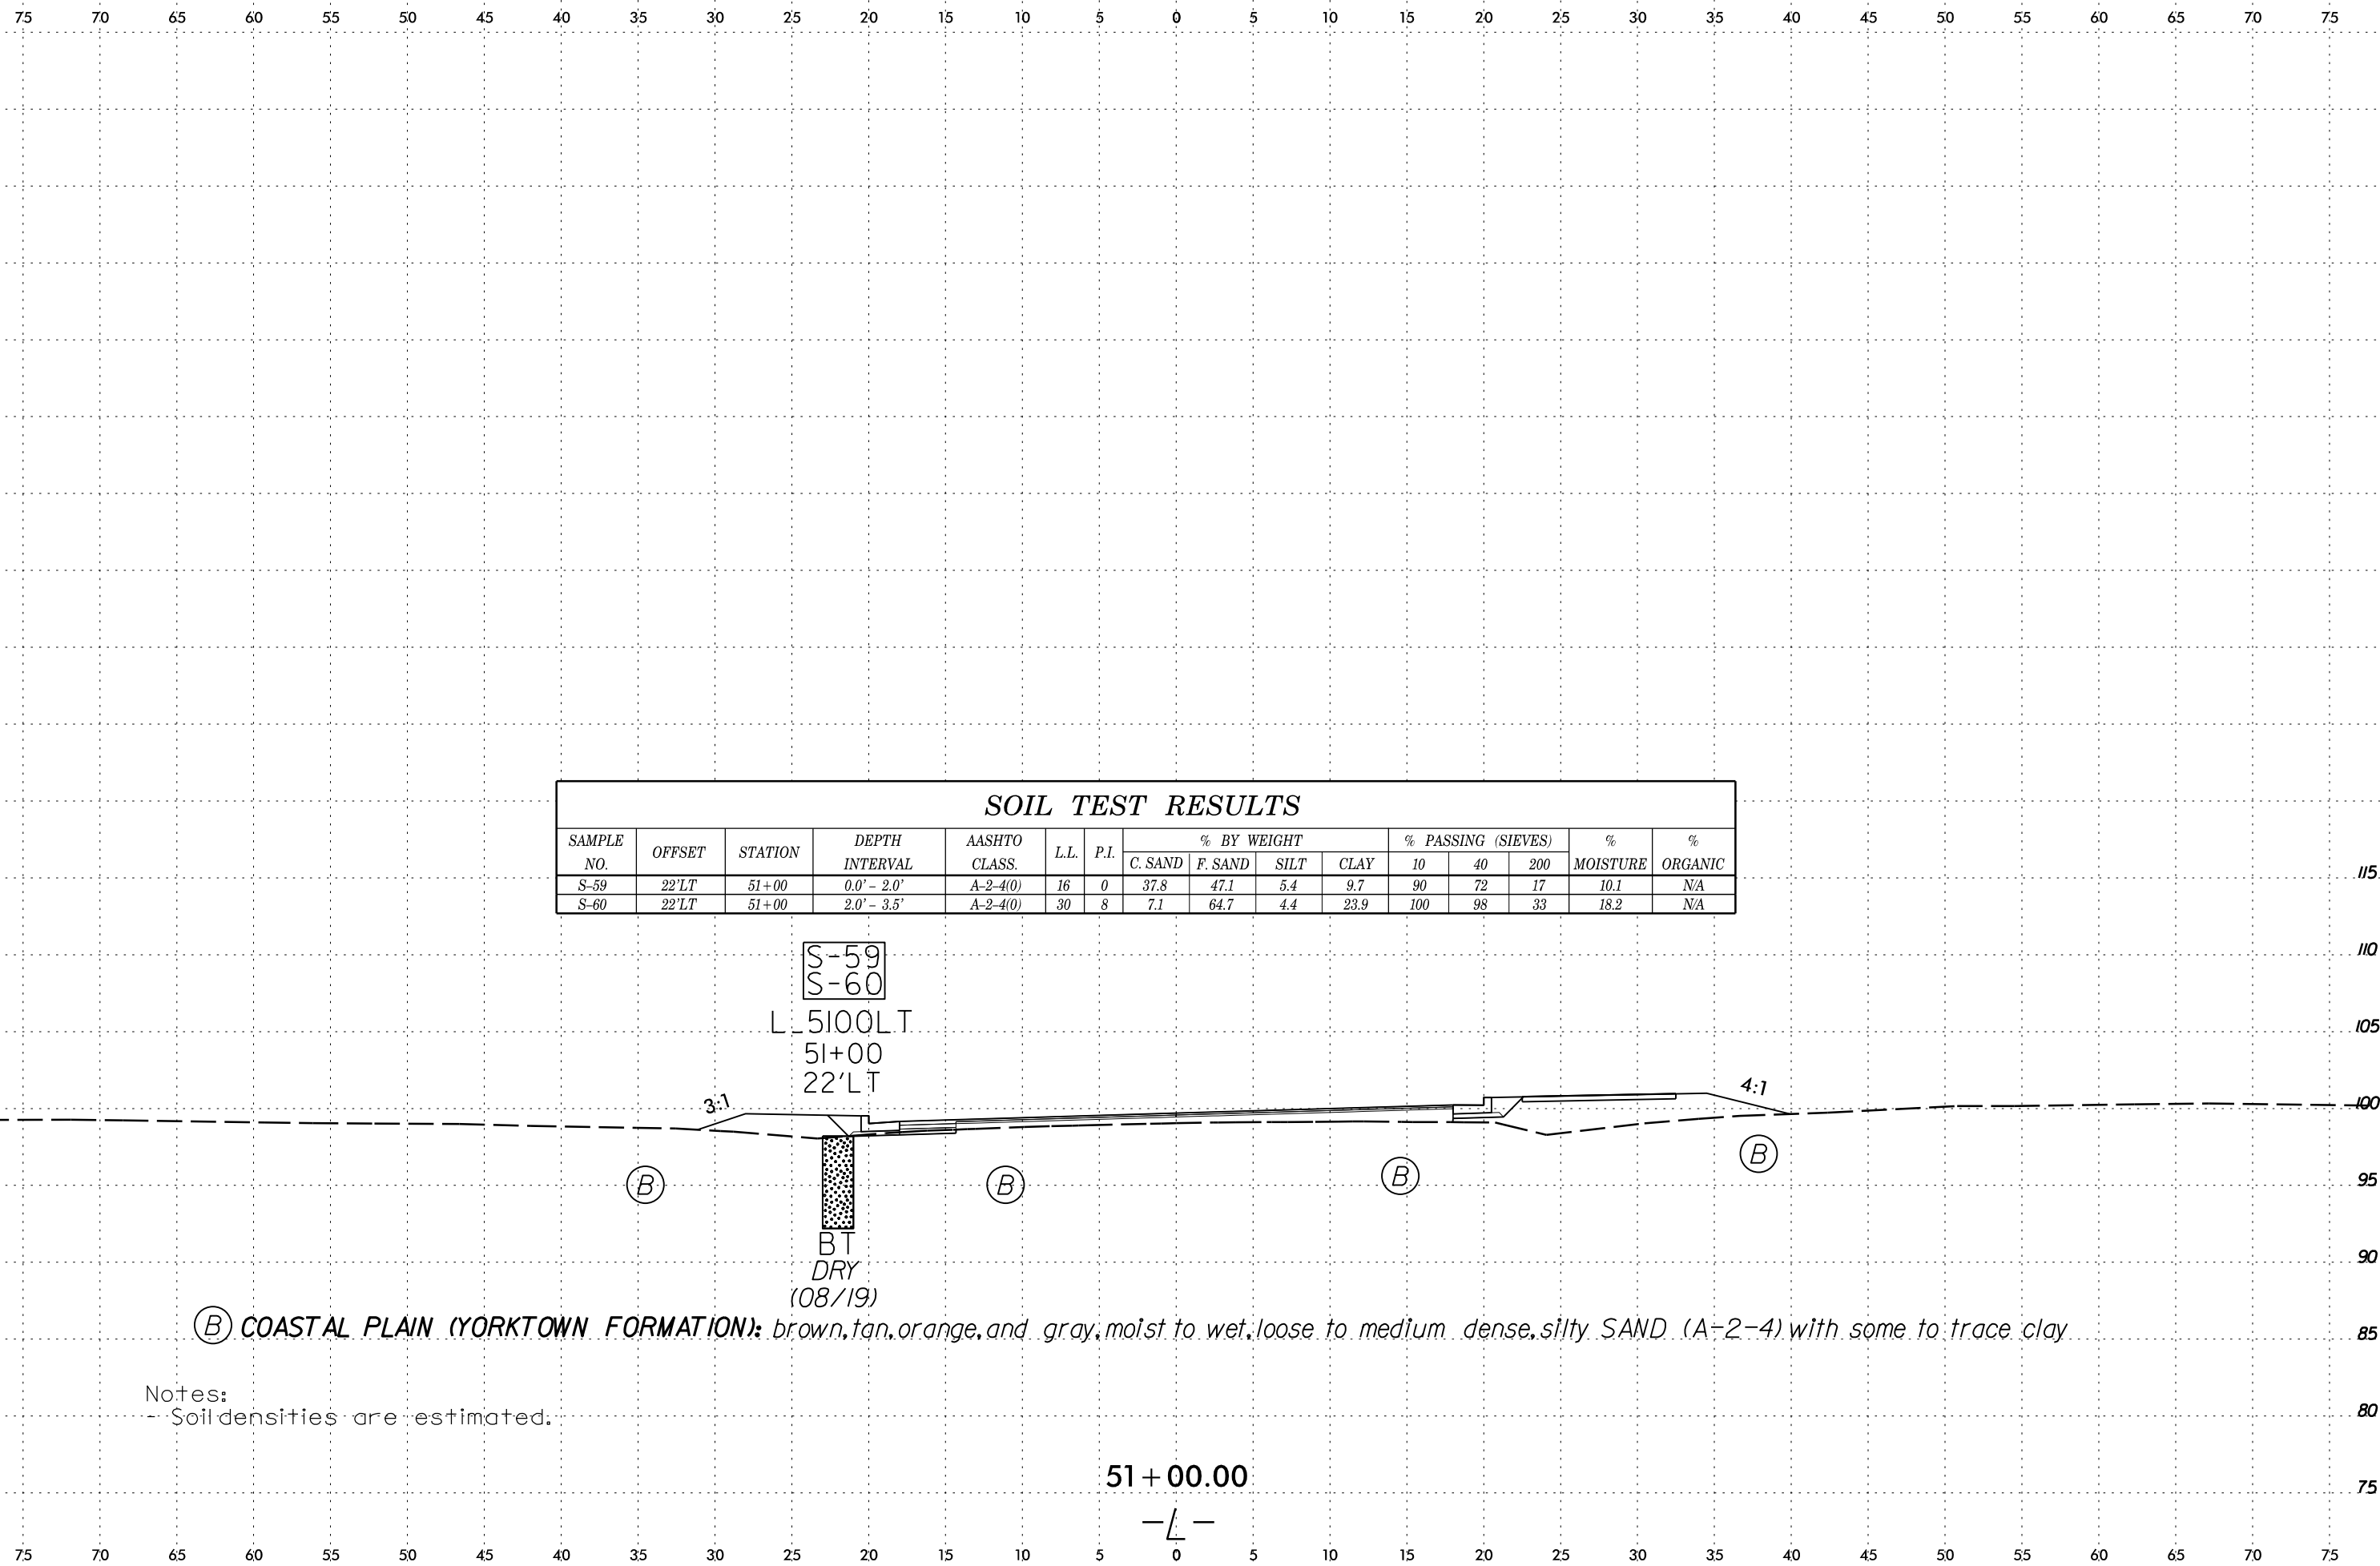 75 70 65 60 55 50 45 40 35 30 25 20 15 10 5 0 5 10 15 20 25 30 35 40 45 50 55 60 65 70 75
SOIL TEST RESULTS
SAMPLE NO. OFFSET STATION DEPTH INTERVAL AASHTO CLASS. L.L. P.I. % BY WEIGHT % PASSING (SIEVES) % MOISTURE % ORGANIC
C. SAND F. SAND SILT CLAY 10 40 200
S-59 22'LT 51+00 0.0' - 2.0' A-2-4(0) 16 0 37.8 47.1 5.4 9.7 90 72 17 10.1 N/A
S-60 22'LT 51+00 2.0' - 3.5' A-2-4(0) 30 8 7.1 64.7 4.4 23.9 100 98 33 18.2 N/A
115
110
S-59
S-60
L_5100LT
105
51+00
22'LT
3:1
4:1
100
B
B
B
B
95
BT
90
DRY
(08/19)
B COASTAL PLAIN (YORKTOWN FORMATION): brown, tan, orange, and gray, moist to wet, loose to medium dense, silty SAND (A-2-4) with some to trace clay
85
Notes:
- Soil densities are estimated.
80
51+00.00
75
-L-
75 70 65 60 55 50 45 40 35 30 25 20 15 10 5 0 5 10 15 20 25 30 35 40 45 50 55 60 65 70 75